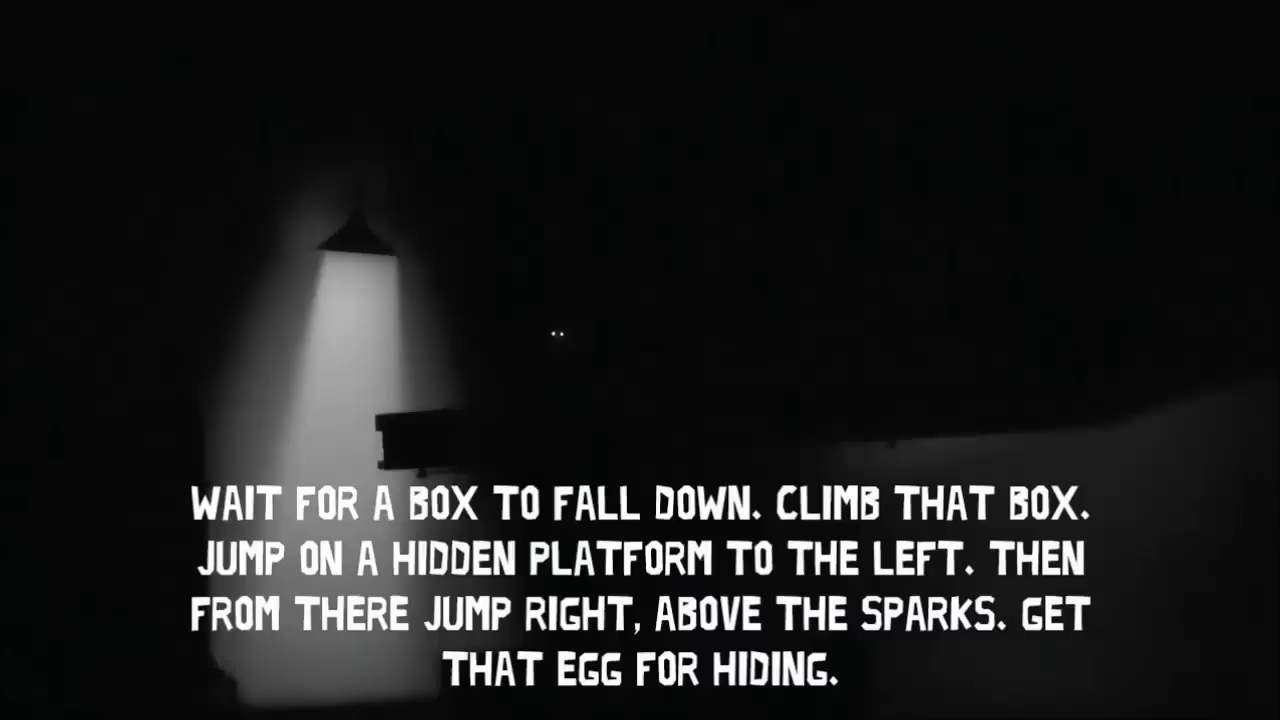 WAIT FOR A BOX TO FALL DOWN. CLIMB THAT BOX.
JUMP ON A HIDDEN PLATFORM TO THE LEFT. THEN
FROM THERE JUMP RIGHT, ABOVE THE SPARKS. GET
THAT EGG FOR HIDING.